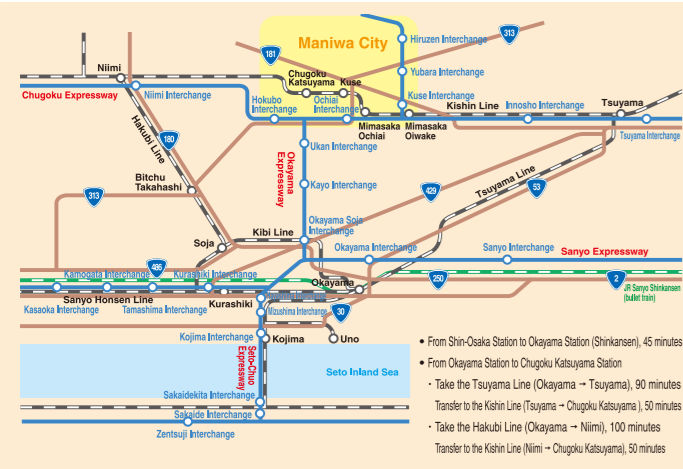 313
Maniwa City
Hiruzen Interchange
181
Niimi
Yubara Interchange
Chugoku
Katsuyama
Kuse
Chugoku Expressway
Niimi Interchange
Kuse Interchange
Hokubo
Interchange
Ochiai
Interchange
Kishin Line
Innosho Interchange
Tsuyama
Mimasaka
Ochiai
Mimasaka
Oiwake
Tsuyama Interchange
Hakubi Line
180
Ukan Interchange
Okayama
Expressway
Bitchu
Takahashi
Kayo Interchange
Tsuyama Line
313
429
53
Okayama Soja
Interchange
Kibi Line
Soja
Okayama Interchange
Sanyo Interchange
Sanyo Expressway
486
Kamogata Interchange
Kurashiki Interchange
Okayama
250
2
JR Sanyo Shinkansen
(bullet train)
Sanyo Honsen Line
Kurashiki
Kasaoka Interchange
Tamashima Interchange
Mizushima Interchange
30
Kojima Interchange
Kojima
Uno
Seto-Chuo
Expressway
Seto Inland Sea
Sakaidekita Interchange
Sakaide Interchange
Zentsuji Interchange
• From Shin-Osaka Station to Okayama Station (Shinkansen), 45 minutes
• From Okayama Station to Chugoku Katsuyama Station
・Take the Tsuyama Line (Okayama → Tsuyama), 90 minutes
Transfer to the Kishin Line (Tsuyama → Chugoku Katsuyama ), 50 minutes
・Take the Hakubi Line (Okayama → Niimi), 100 minutes
Transfer to the Kishin Line (Niimi → Chugoku Katsuyama), 50 minutes